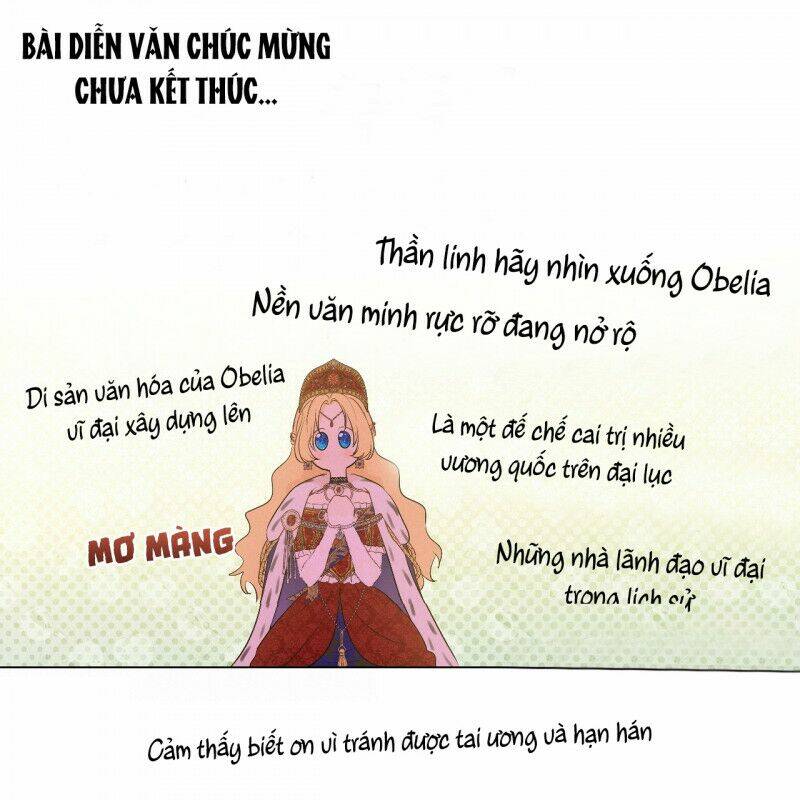 BÀI DIỄN VĂN CHÚC MỪNG
CHƯA KẾT THÚC...
Thần linh hãy nhìn xuống Obelia
Nền văn minh rực rỡ đang nở rộ
Di sản văn hóa của Obelia
vĩ đại xây dựng lên
Là một đế chế cai trị nhiều
vương quốc trên đại lục
MƠ MÀNG
Những nhà lãnh đạo vĩ đại
trong lịch sử
Cảm thấy biết ơn vì tránh được tai ương và hạn hán